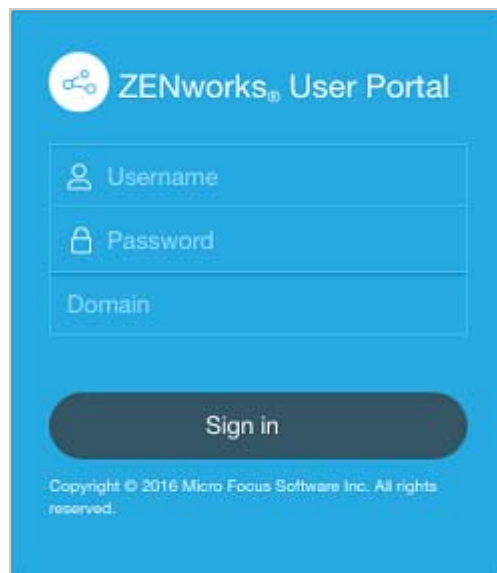 ZENworks® User Portal
Username
Password
Domain
Sign in
Copyright © 2016 Micro Focus Software Inc. All rights
reserved.